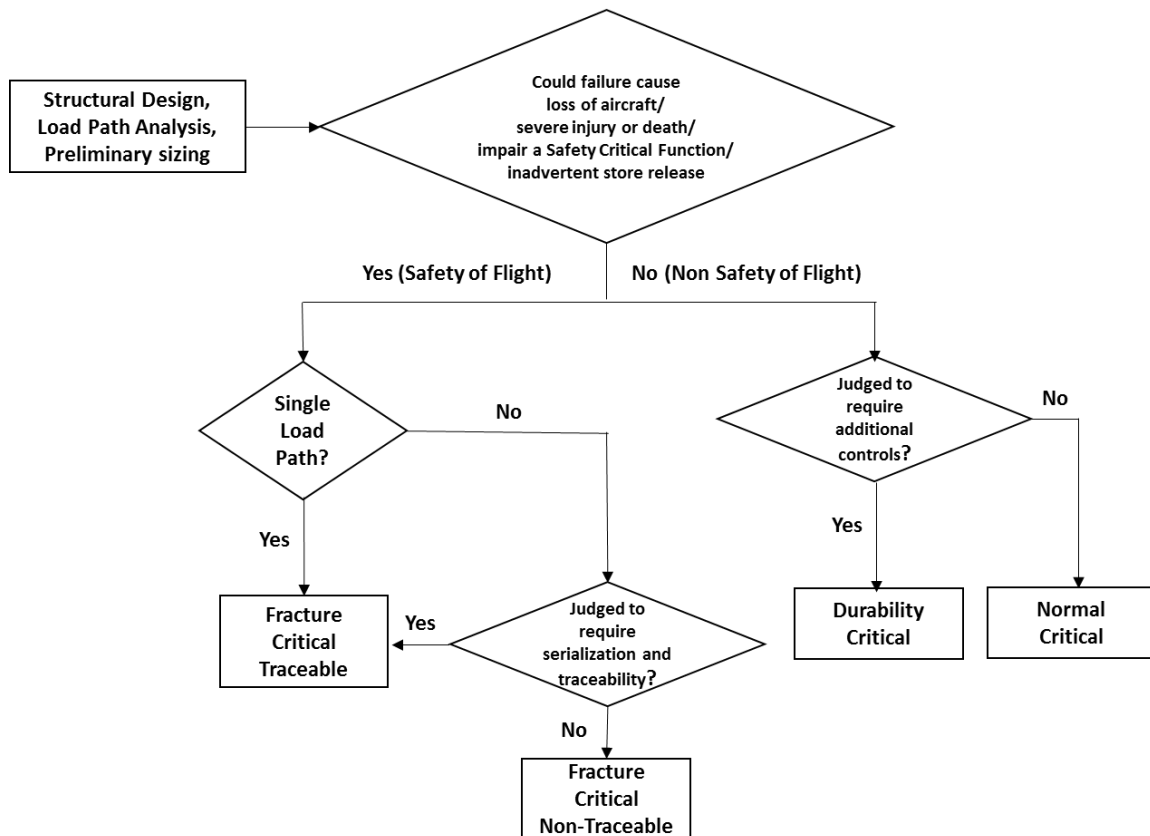 Structural Design,
Load Path Analysis,
Preliminary sizing
Could failure cause
loss of aircraft/
severe injury or death/
impair a Safety Critical Function/
inadvertent store release
Yes (Safety of Flight)
No (Non Safety of Flight)
Single
Load
Path?
No
Yes
Judged to
require
additional
controls?
No
Yes
Fracture
Critical
Traceable
Yes
Judged to
require
serialization and
traceability?
No
Fracture
Critical
Non-Traceable
Durability
Critical
Normal
Critical